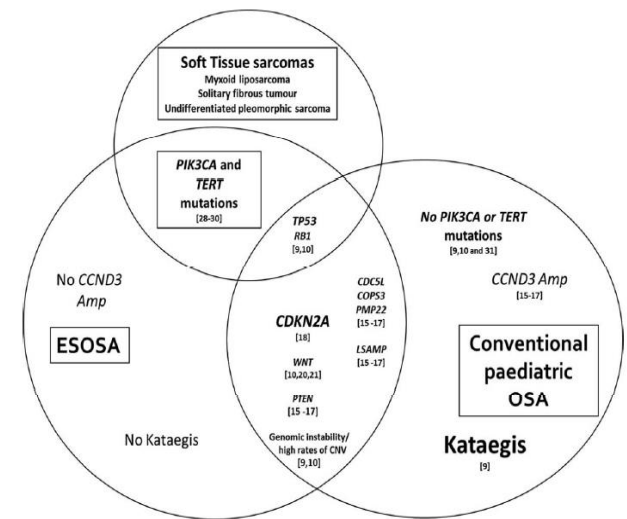 Soft Tissue sarcomas
Myxoid liposarcoma
Solitary fibrous tumour
Undifferentiated pleomorphic sarcoma
PIK3CA and
TERT
mutations
[28-30]
TP53
RB1
[9,10]
No PIK3CA or TERT
mutations
[9,10 and 31]
No CCND3
Amp
ESOSA
No Kataegis
CDC5L
COPS3
PMP22
[15 -17]
LSAMP
[15 -17]
CDKN2A
[18]
WNT
[10,20,21]
PTEN
[15 -17]
Genomic instability/
high rates of CNV
[9,10]
CCND3 Amp
[15-17]
Conventional
paediatric
OSA
Kataegis
[9]